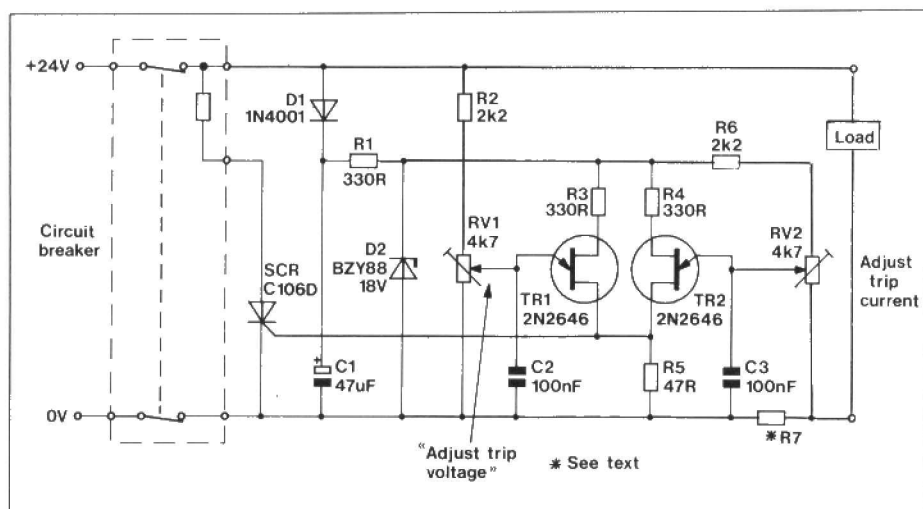 +24V
D1
1N4001
R2
2k2
R6
2k2
Load
R1
330R
R3
330R
R4
330R
Circuit
breaker
RV1
4k7
RV2
4k7
D2
BZY88
18V
Adjust
trip
current
SCR
C106D
TR1
2N2646
TR2
2N2646
+
C1
47uF
C2
100nF
R5
47R
C3
100nF
0V
* R7
"Adjust trip
voltage"
* See text